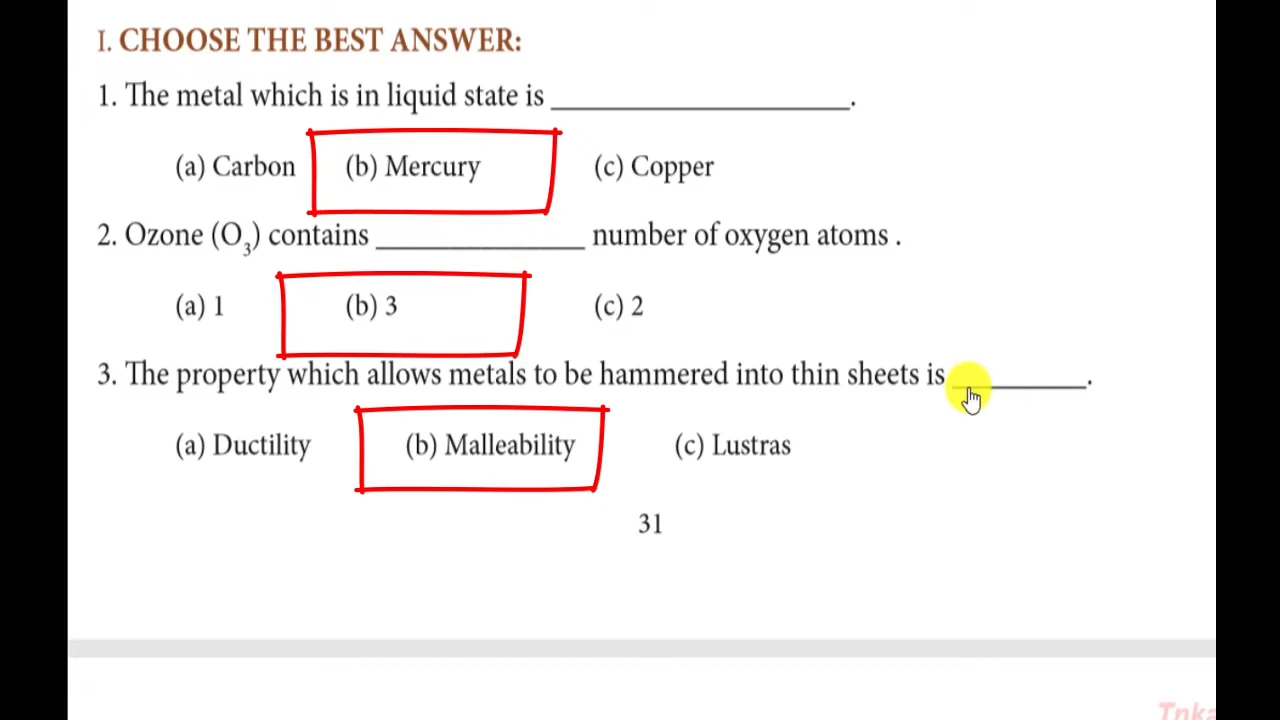 I. CHOOSE THE BEST ANSWER:
1. The metal which is in liquid state is ____________________.
(a) Carbon (b) Mercury (c) Copper
2. Ozone (O₃) contains ______________ number of oxygen atoms .
(a) 1 (b) 3 (c) 2
3. The property which allows metals to be hammered into thin sheets is _________.
(a) Ductility (b) Malleability (c) Lustras
31